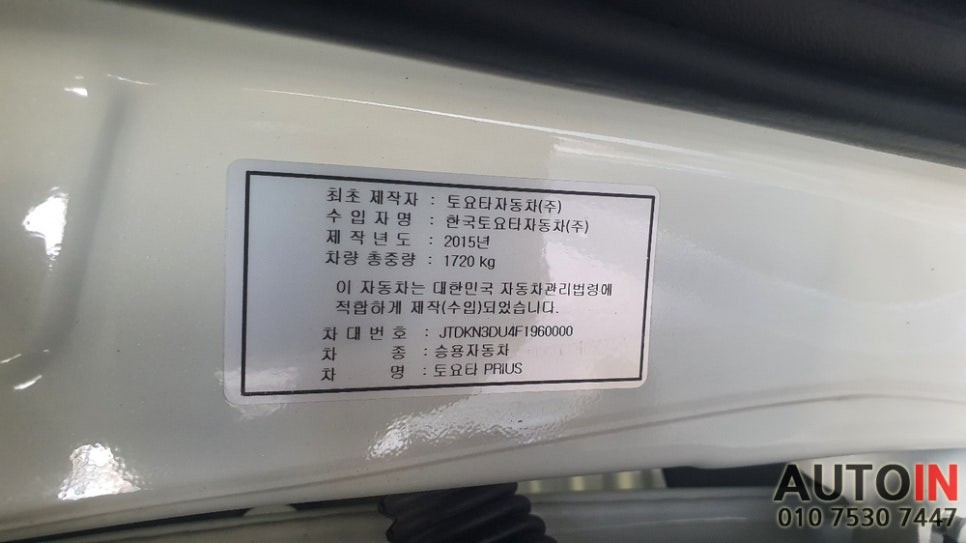 최초 제작자 : 토요타자동차(주)
수 입 자 명 : 한국토요타자동차(주)
제 작 년 도 : 2015년
차량 총중량 : 1720 kg
이 자동차는 대한민국 자동차관리법령에
적합하게 제작(수입)되었습니다.
차 대 번 호 : JTDKN3DU4F1960000
차 종 : 승용자동차
차 명 : 토요타 PRiUS
AUTOIN
010 7530 7447